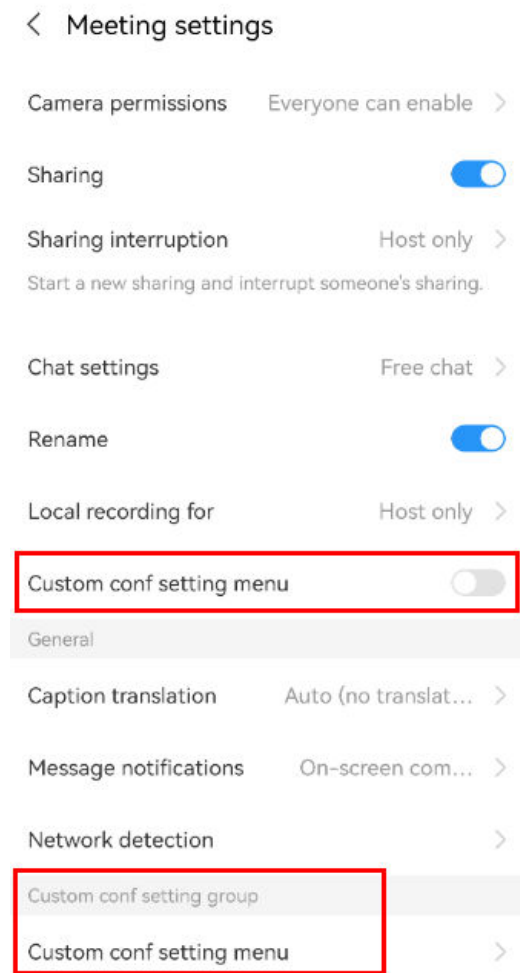 Meeting settings
Camera permissions Everyone can enable
Sharing
Sharing interruption Host only
Start a new sharing and interrupt someone's sharing.
Chat settings Free chat
Rename
Local recording for Host only
Custom conf setting menu
General
Caption translation Auto (no translat...
Message notifications On-screen com...
Network detection
Custom conf setting group
Custom conf setting menu